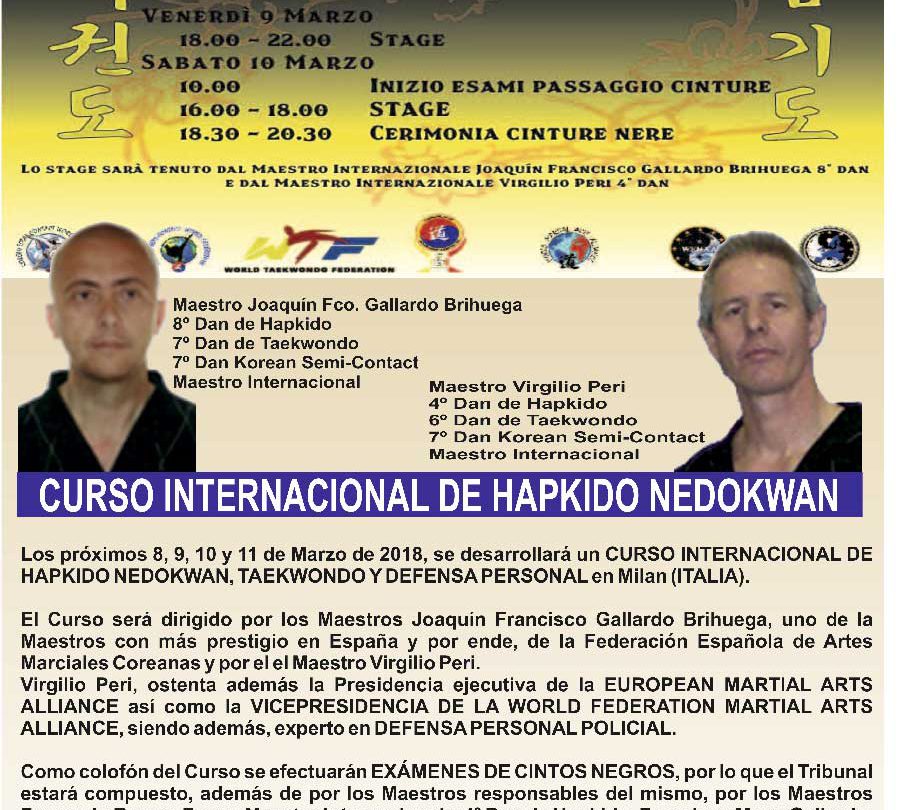 권도
기도
VENERDÌ 9 MARZO
18.00 - 22.00 STAGE
SABATO 10 MARZO
10.00 INIZIO ESAMI PASSAGGIO CINTURE
16.00 - 18.00 STAGE
18.30 - 20.30 CERIMONIA CINTURE NERE
LO STAGE SARÀ TENUTO DAL MAESTRO INTERNAZIONALE JOAQUÍN FRANCISCO GALLARDO BRIHUEGA 8° DAN
E DAL MAESTRO INTERNAZIONALE VIRGILIO PERI 4° DAN
WTF
WORLD TAEKWONDO FEDERATION
Maestro Joaquín Fco. Gallardo Brihuega
8º Dan de Hapkido
7º Dan de Taekwondo
7º Dan Korean Semi-Contact
Maestro Internacional
Maestro Virgilio Peri
4º Dan de Hapkido
6º Dan de Taekwondo
7º Dan Korean Semi-Contact
Maestro Internacional
CURSO INTERNACIONAL DE HAPKIDO NEDOKWAN
Los próximos 8, 9, 10 y 11 de Marzo de 2018, se desarrollará un CURSO INTERNACIONAL DE
HAPKIDO NEDOKWAN, TAEKWONDO Y DEFENSA PERSONAL en Milan (ITALIA).
El Curso será dirigido por los Maestros Joaquín Francisco Gallardo Brihuega, uno de la
Maestros con más prestigio en España y por ende, de la Federación Española de Artes
Marciales Coreanas y por el el Maestro Virgilio Peri.
Virgilio Peri, ostenta además la Presidencia ejecutiva de la EUROPEAN MARTIAL ARTS
ALLIANCE así como la VICEPRESIDENCIA DE LA WORLD FEDERATION MARTIAL ARTS
ALLIANCE, siendo además, experto en DEFENSA PERSONAL POLICIAL.
Como colofón del Curso se efectuarán EXÁMENES DE CINTOS NEGROS, por lo que el Tribunal
estará compuesto, además de por los Maestros responsables del mismo, por los Maestros